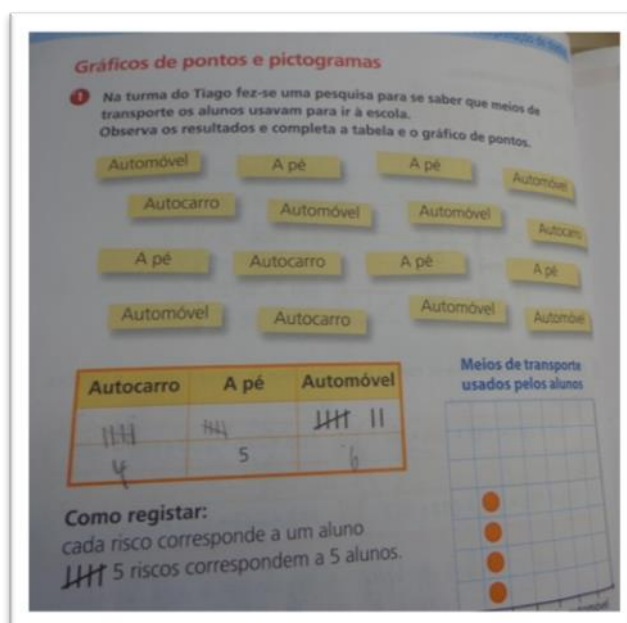 Gráficos de pontos e pictogramas
1 Na turma do Tiago fez-se uma pesquisa para se saber que meios de
transporte os alunos usavam para ir à escola.
Observa os resultados e completa a tabela e o gráfico de pontos.
Automóvel A pé A pé Automóvel
Autocarro Automóvel Automóvel Autocarro
A pé Autocarro A pé A pé
Automóvel Autocarro Automóvel Automóvel
Autocarro A pé Automóvel
4 5 6
Meios de transporte
usados pelos alunos
Como registar:
cada risco corresponde a um aluno
5 riscos correspondem a 5 alunos.